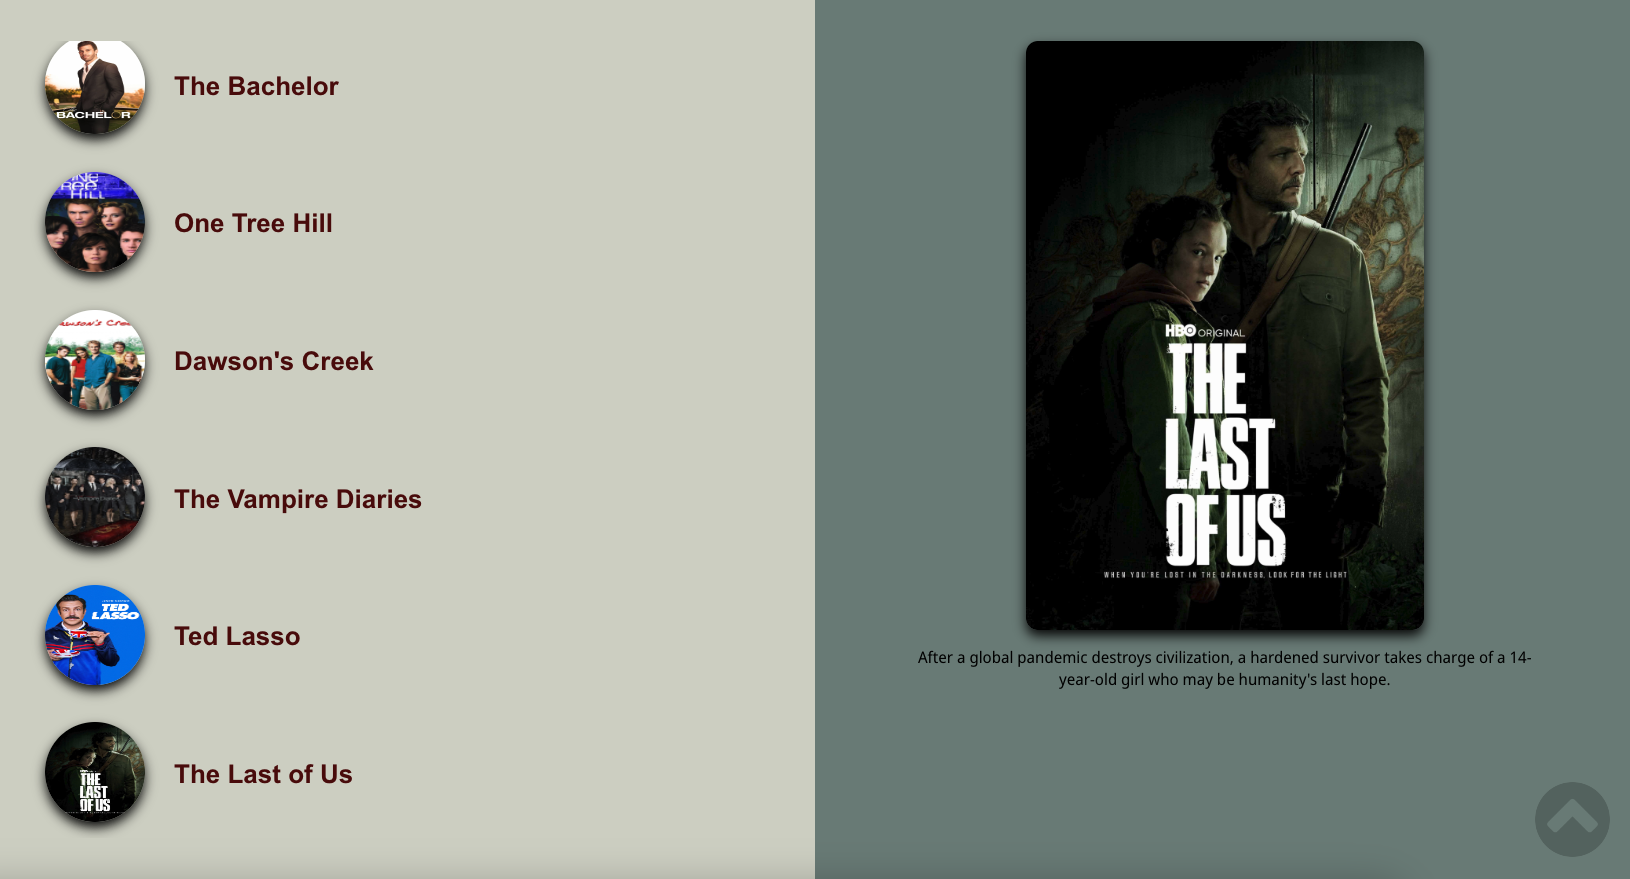 BACHELOR
The Bachelor
TREE
HILL
One Tree Hill
Dawson's Creek
Dawson's Creek
The Vampire Diaries
TED
LASSO
Ted Lasso
THE
LAST
OF US
The Last of Us
HBO ORIGINAL
THE
LAST
OF US
WHEN YOU'RE LOST IN THE DARKNESS, LOOK FOR THE LIGHT
After a global pandemic destroys civilization, a hardened survivor takes charge of a 14-
year-old girl who may be humanity's last hope.